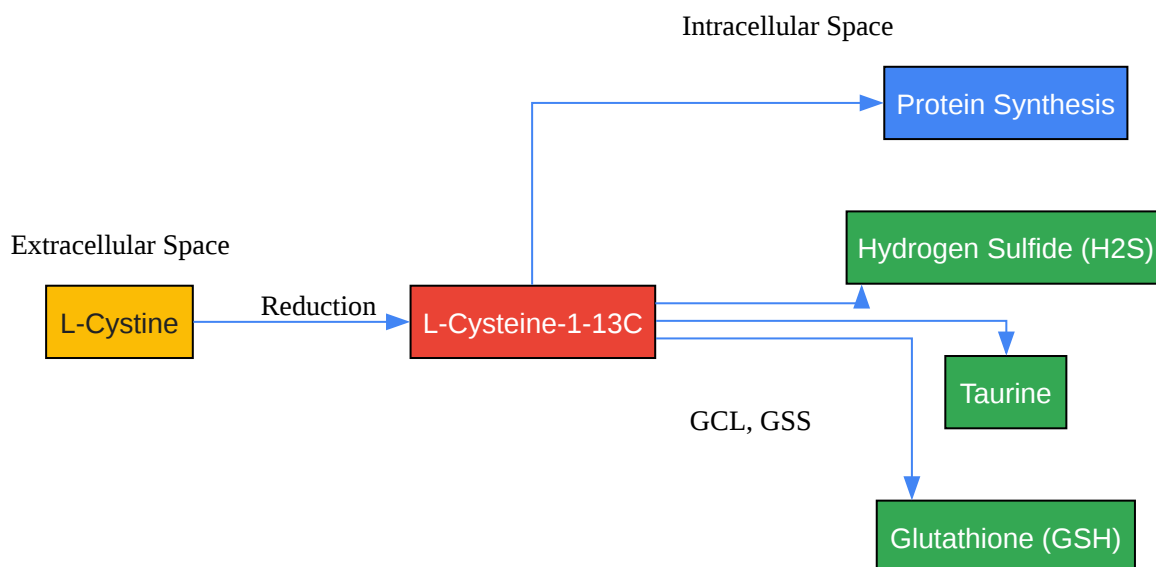 Intracellular Space
Protein Synthesis
Extracellular Space
Hydrogen Sulfide (H2S)
L-Cystine
Reduction
L-Cysteine-1-13C
Taurine
GCL, GSS
Glutathione (GSH)